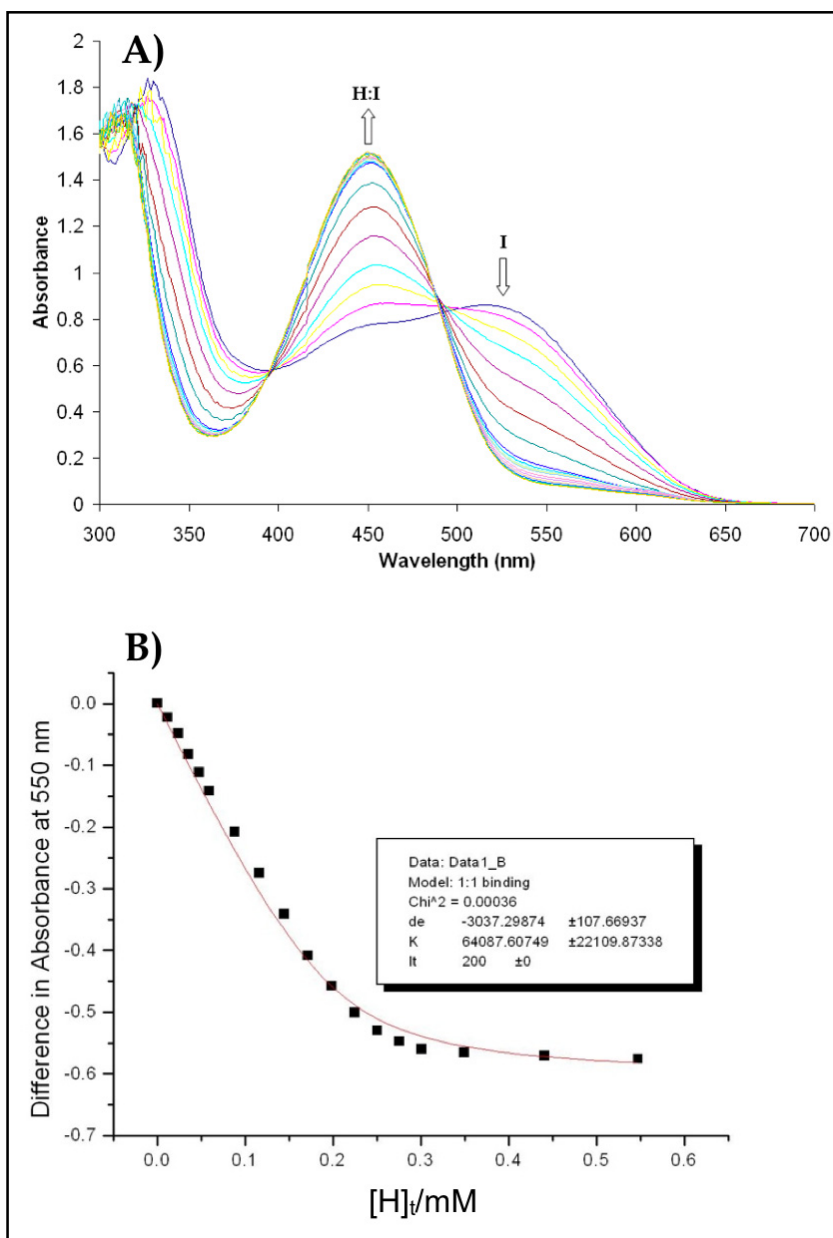 A)
2
1.8
1.6
1.4
1.2
1
0.8
0.6
0.4
0.2
0
Absorbance
H:I
I
300 350 400 450 500 550 600 650 700
Wavelength (nm)
B)
0.0
-0.1
-0.2
-0.3
-0.4
-0.5
-0.6
-0.7
Difference in Absorbance at 550 nm
Data: Data1_B
Model: 1:1 binding
Chi^2 = 0.00036
de -3037.29874 ±107.66937
K 64087.60749 ±22109.87338
It 200 ±0
0.0 0.1 0.2 0.3 0.4 0.5 0.6
[H]t/mM